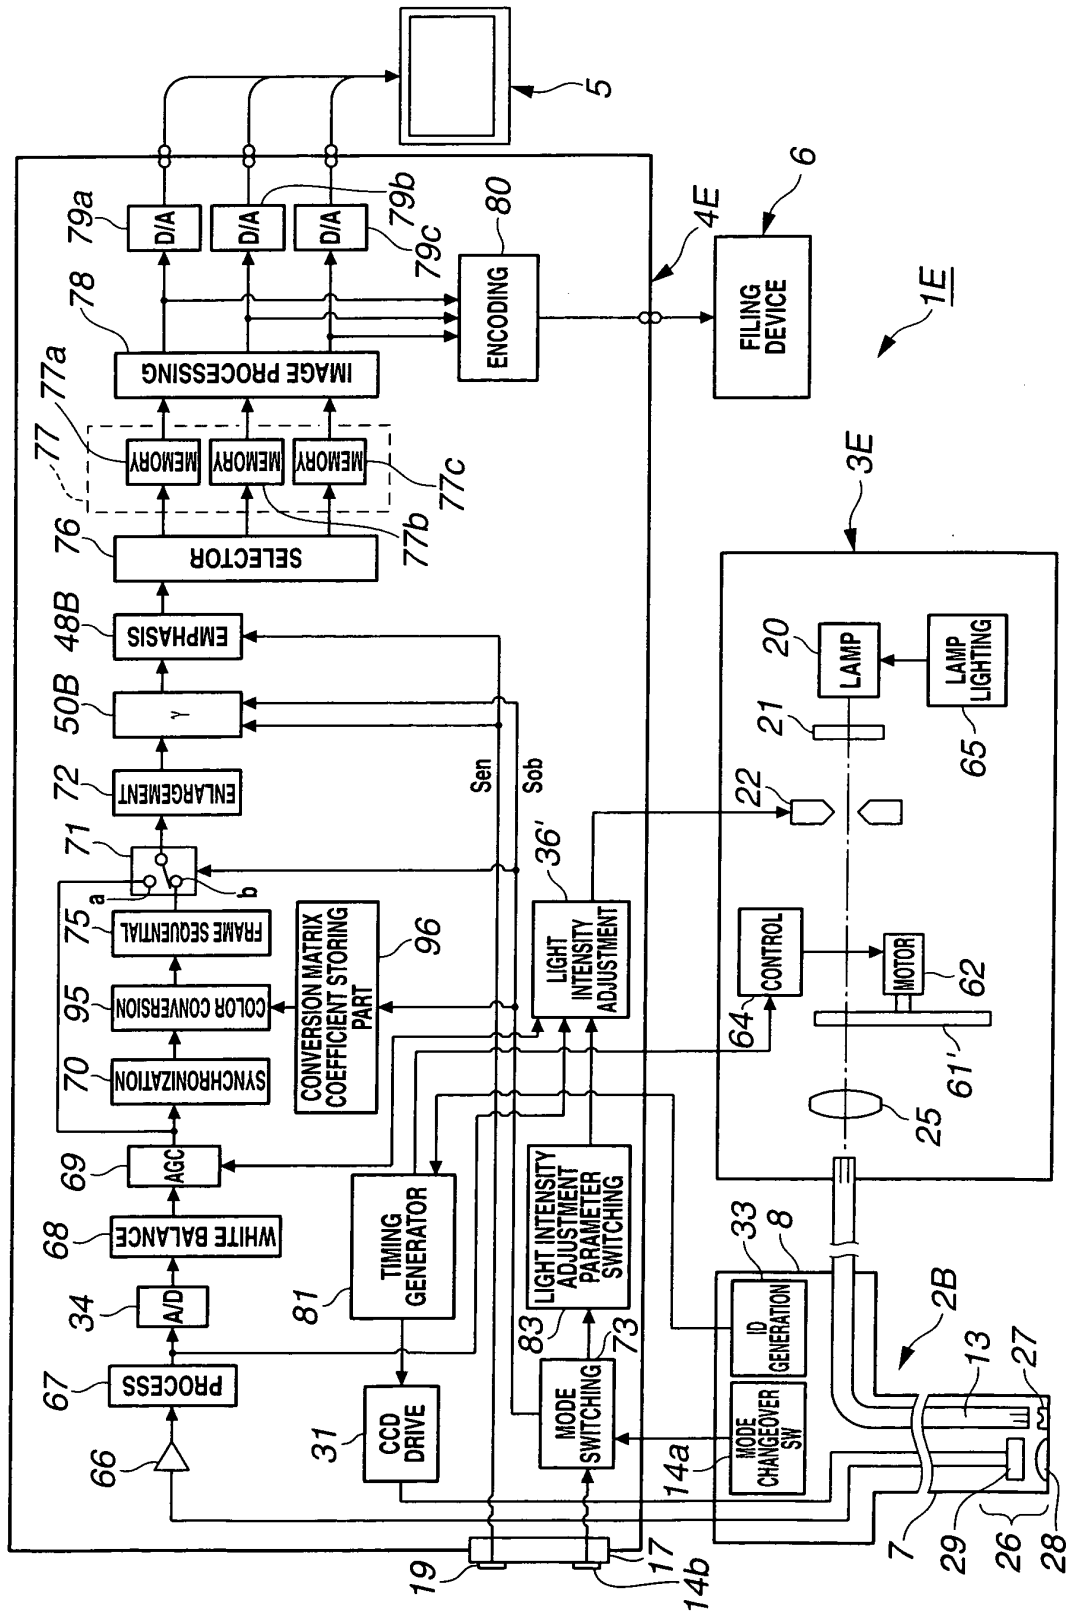 79a
D/A
D/A
D/A
79b
79c
5
78
IMAGE PROCESSING
80
ENCODING
4E
6
FILING
DEVICE
1E
77
77a
MEMORY
MEMORY
MEMORY
77b
77c
76
SELECTOR
48B
EMPHASIS
50B
γ
72
ENLARGEMENT
71
a
b
75
FRAME SEQUENTIAL
95
COLOR CONVERSION
70
SYNCHRONIZATION
CONVERSION MATRIX
COEFFICIENT STORING
PART
96
Sen
Sob
36'
LIGHT
INTENSITY
ADJUSTMENT
69
AGC
68
WHITE BALANCE
34
A/D
67
PROCESS
66
81
TIMING
GENERATOR
31
CCD
DRIVE
83
LIGHT INTENSITY
ADJUSTMENT
PARAMETER
SWITCHING
73
MODE
SWITCHING
19
17
14b
3E
20
LAMP
LAMP
LIGHTING
65
21
22
64
CONTROL
MOTOR
62
61'
25
33
8
ID
GENERATION
14a
MODE
CHANGEOVER
SW
2B
13
27
7
29
26
28